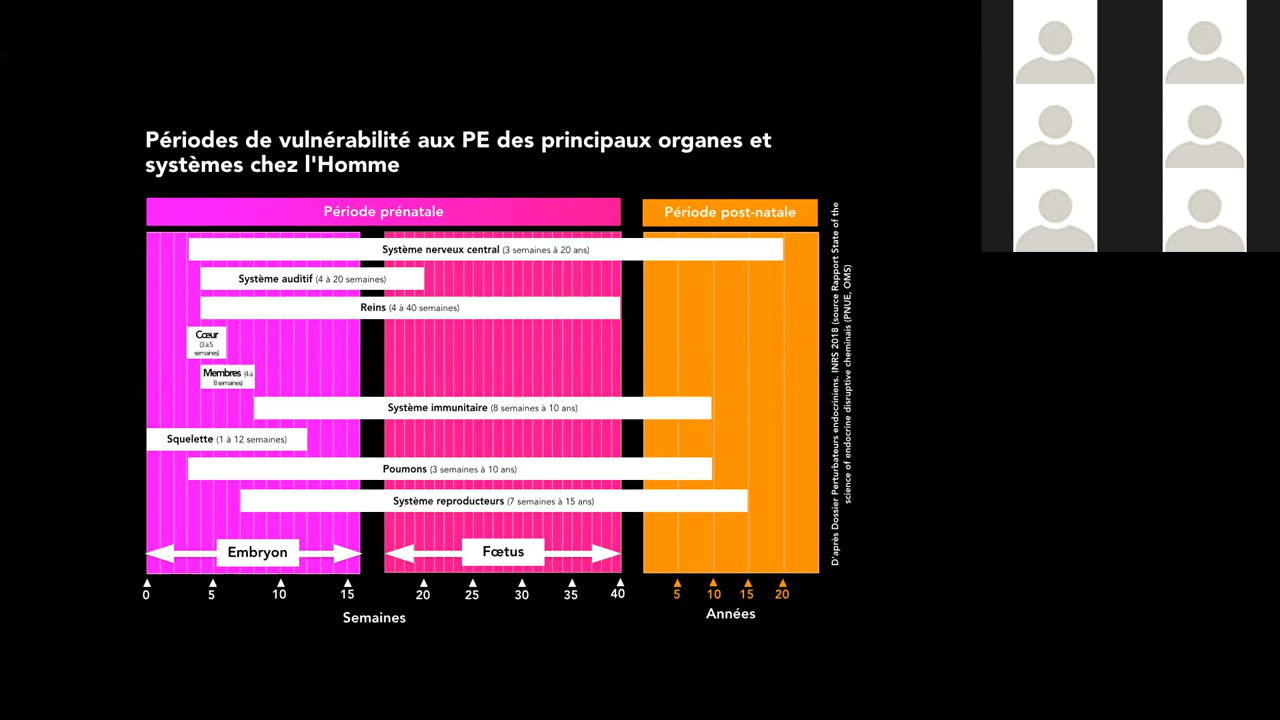 Périodes de vulnérabilité aux PE des principaux organes et
systèmes chez l'Homme
Période prénatale
Période post-natale
Système nerveux central (3 semaines à 20 ans)
Système auditif (4 à 20 semaines)
Reins (4 à 40 semaines)
Cœur
(3 à 5
semaines)
Membres (4 à
8 semaines)
Système immunitaire (8 semaines à 10 ans)
Squelette (1 à 12 semaines)
Poumons (3 semaines à 10 ans)
Système reproducteurs (7 semaines à 15 ans)
Embryon
Fœtus
0 5 10 15 20 25 30 35 40
5 10 15 20
Semaines
Années
D'après Dossier Perturbateurs endocriniens. INRS 2018 (source Rapport State of the
science of endocrine disruptive cheminais (PNUE, OMS)